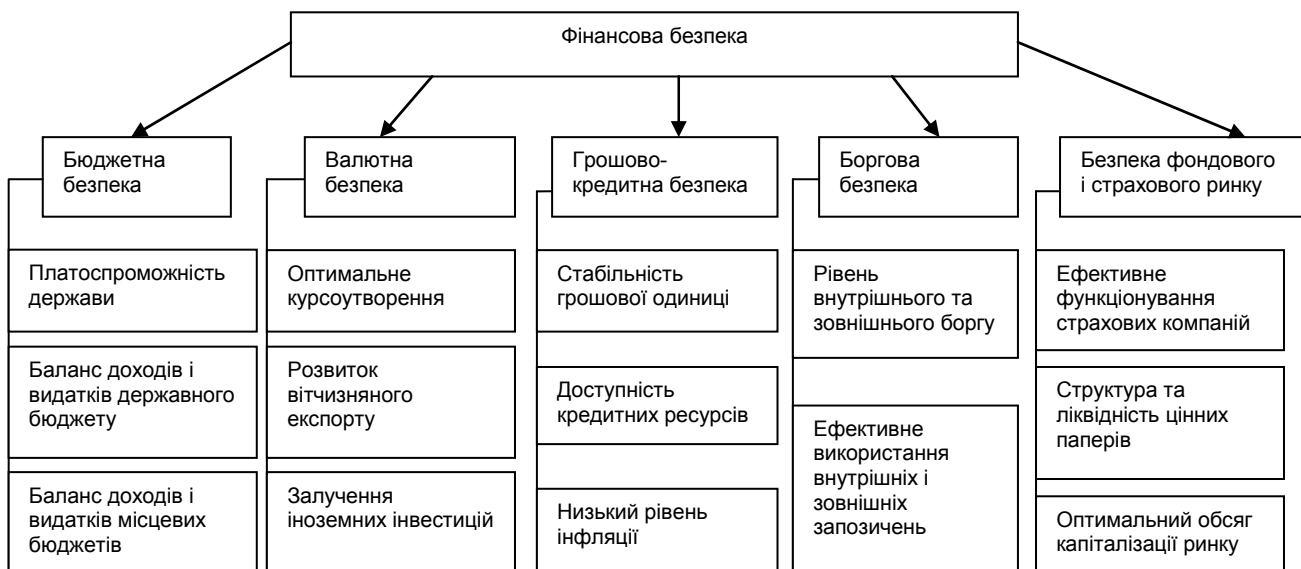 Фінансова безпека
Бюджетна
безпека
Платоспроможність
держави
Баланс доходів і
видатків державного
бюджету
Баланс доходів і
видатків місцевих
бюджетів
Валютна
безпека
Оптимальне
курсоутворення
Розвиток
вітчизняного
експорту
Залучення
іноземних інвестицій
Грошово-
кредитна безпека
Стабільність
грошової одиниці
Доступність
кредитних ресурсів
Низький рівень
інфляції
Боргова
безпека
Рівень
внутрішнього та
зовнішнього боргу
Ефективне
використання
внутрішніх і
зовнішніх
запозичень
Безпека фондового
і страхового ринку
Ефективне
функціонування
страхових компаній
Структура та
ліквідність цінних
паперів
Оптимальний обсяг
капіталізації ринку